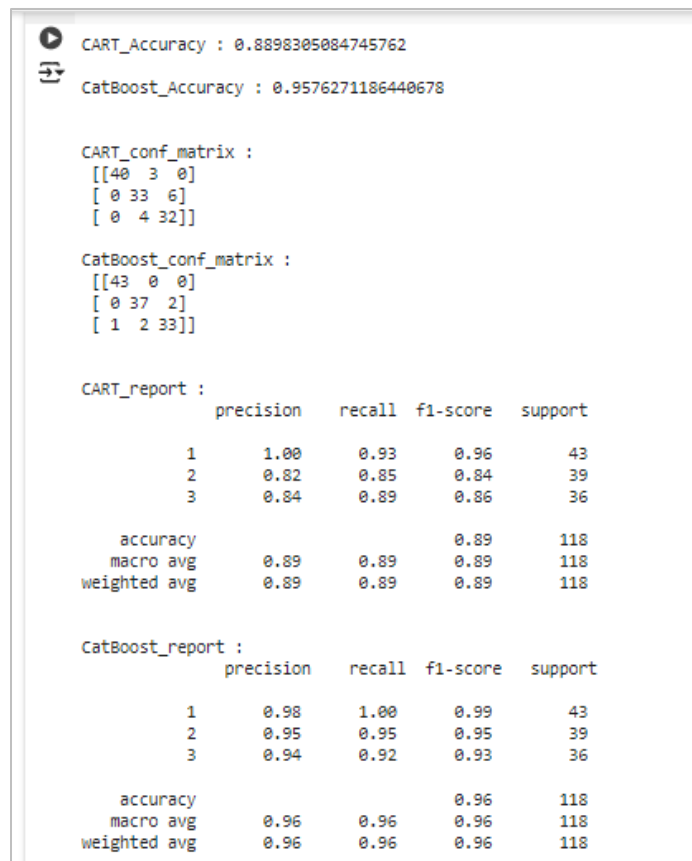 CART_Accuracy : 0.8898305084745762
CatBoost_Accuracy : 0.9576271186440678
CART_conf_matrix :
[[40 3 0]
[ 0 33 6]
[ 0 4 32]]
CatBoost_conf_matrix :
[[43 0 0]
[ 0 37 2]
[ 1 2 33]]
CART_report :
precision recall f1-score support
1 1.00 0.93 0.96 43
2 0.82 0.85 0.84 39
3 0.84 0.89 0.86 36
accuracy 0.89 118
macro avg 0.89 0.89 0.89 118
weighted avg 0.89 0.89 0.89 118
CatBoost_report :
precision recall f1-score support
1 0.98 1.00 0.99 43
2 0.95 0.95 0.95 39
3 0.94 0.92 0.93 36
accuracy 0.96 118
macro avg 0.96 0.96 0.96 118
weighted avg 0.96 0.96 0.96 118